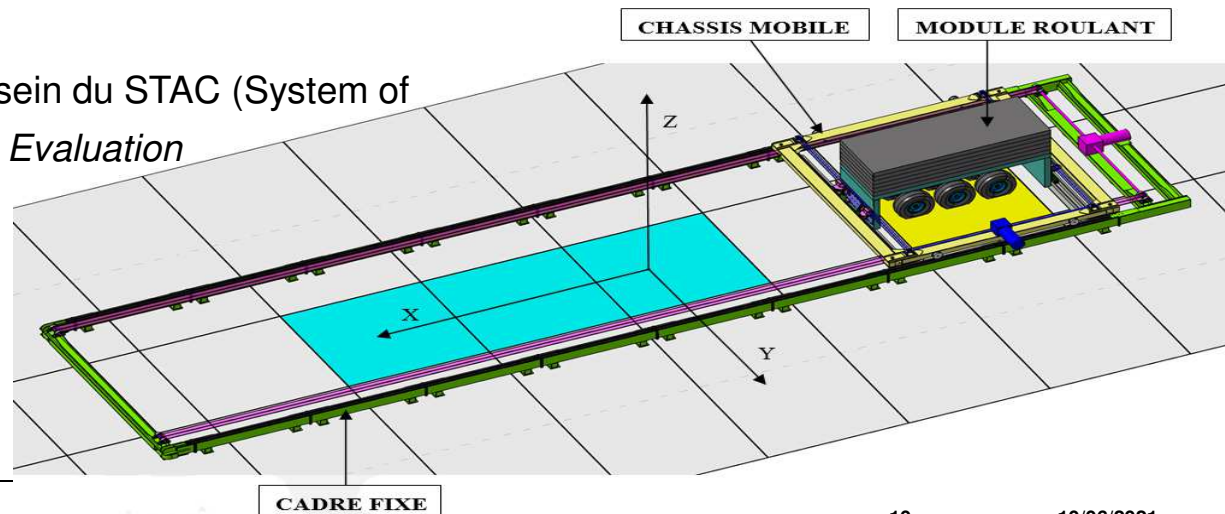 CHASSIS MOBILE
MODULE ROULANT
sein du STAC (System of
Evaluation
Z
X
Y
CADRE FIXE